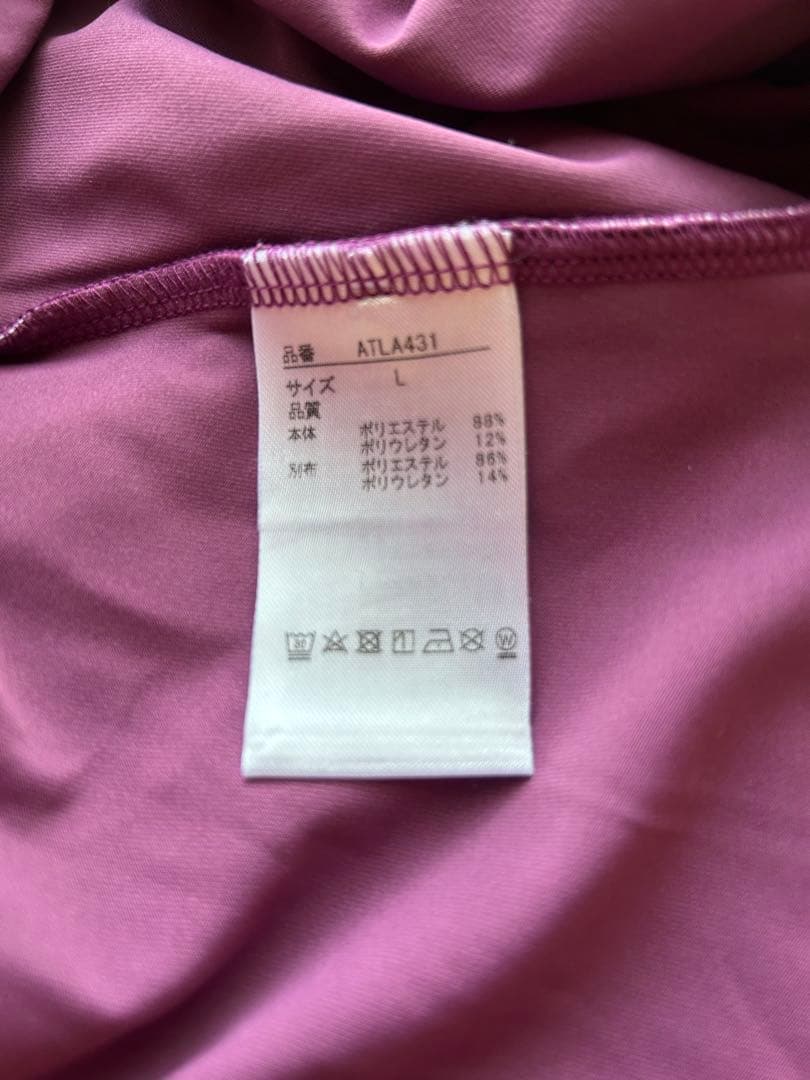 品番 ATLA431
サイズ L
品質
本体 ポリエステル 88%
ポリウレタン 12%
別布 ポリエステル 86%
ポリウレタン 14%
30
W